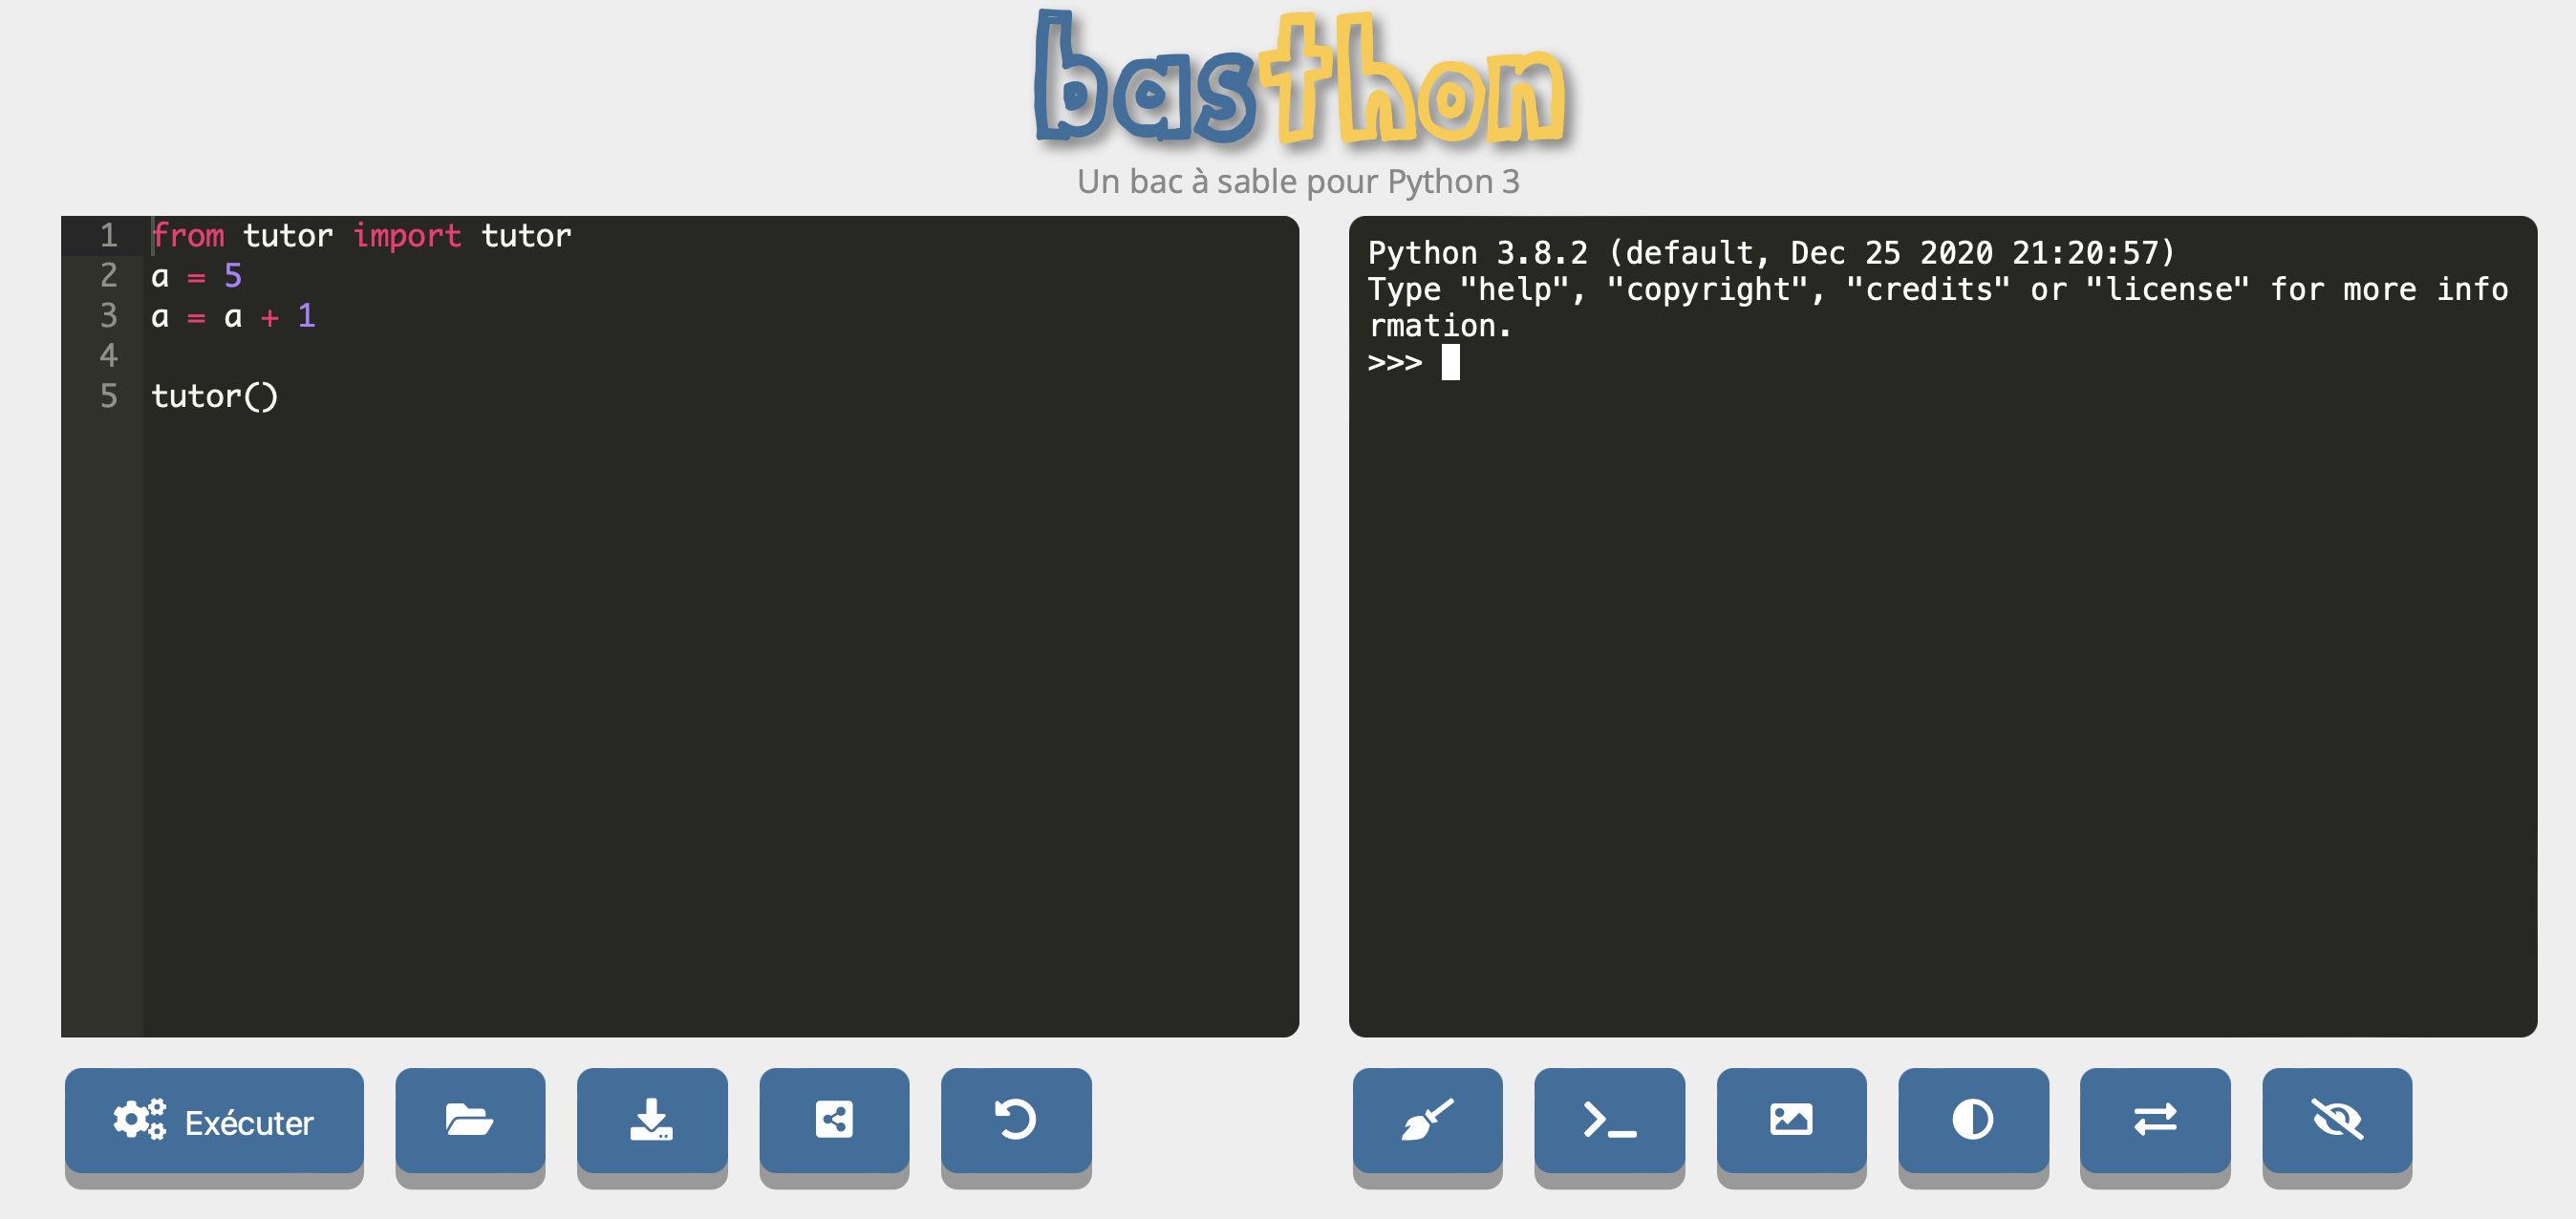 basthon
Un bac à sable pour Python 3
1 from tutor import tutor
2 a = 5
3 a = a + 1
4
5 tutor()
Python 3.8.2 (default, Dec 25 2020 21:20:57)
Type "help", "copyright", "credits" or "license" for more info
rmation.
>>>
Exécuter